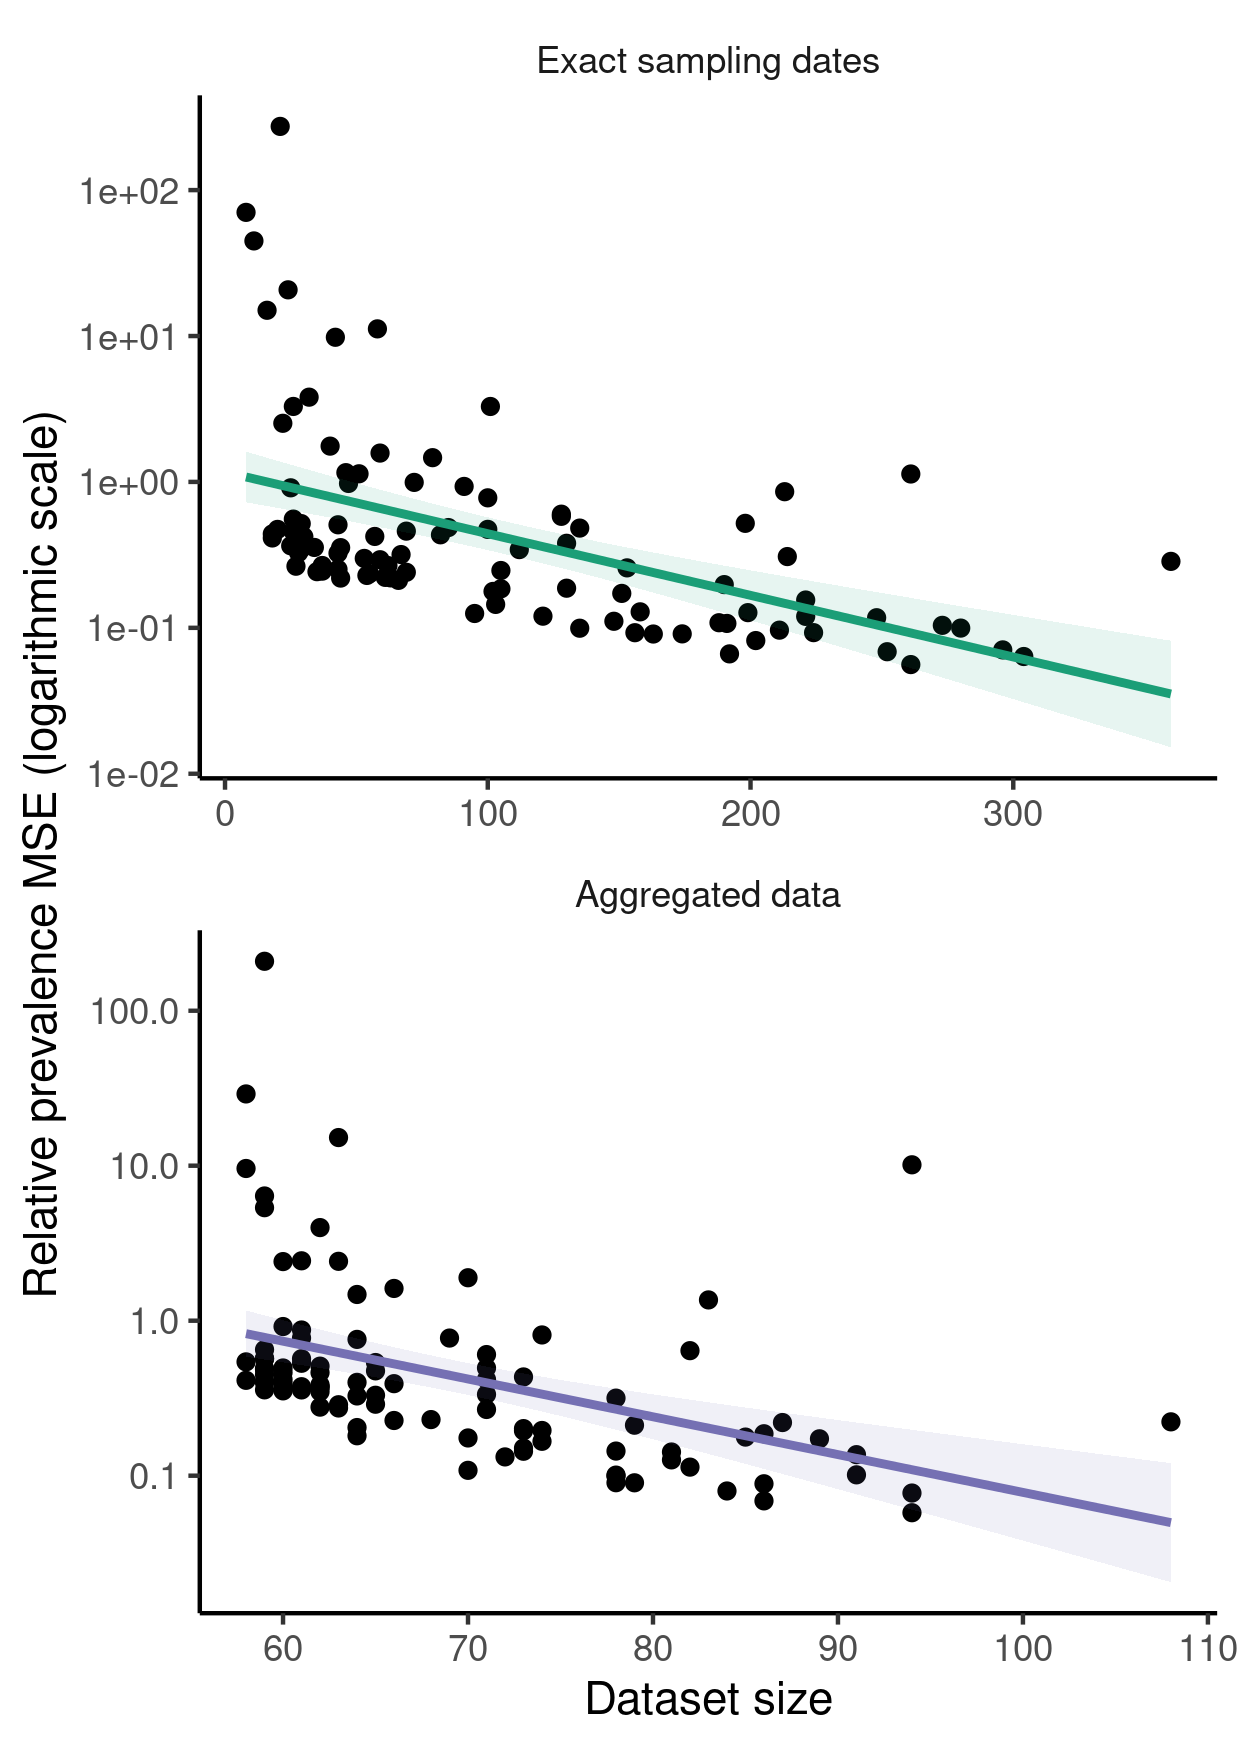 Exact sampling dates
1e+02
1e+01
1e+00
1e-01
1e-02
0 100 200 300
Relative prevalence MSE (logarithmic scale)
Aggregated data
100.0
10.0
1.0
0.1
60 70 80 90 100 110
Dataset size